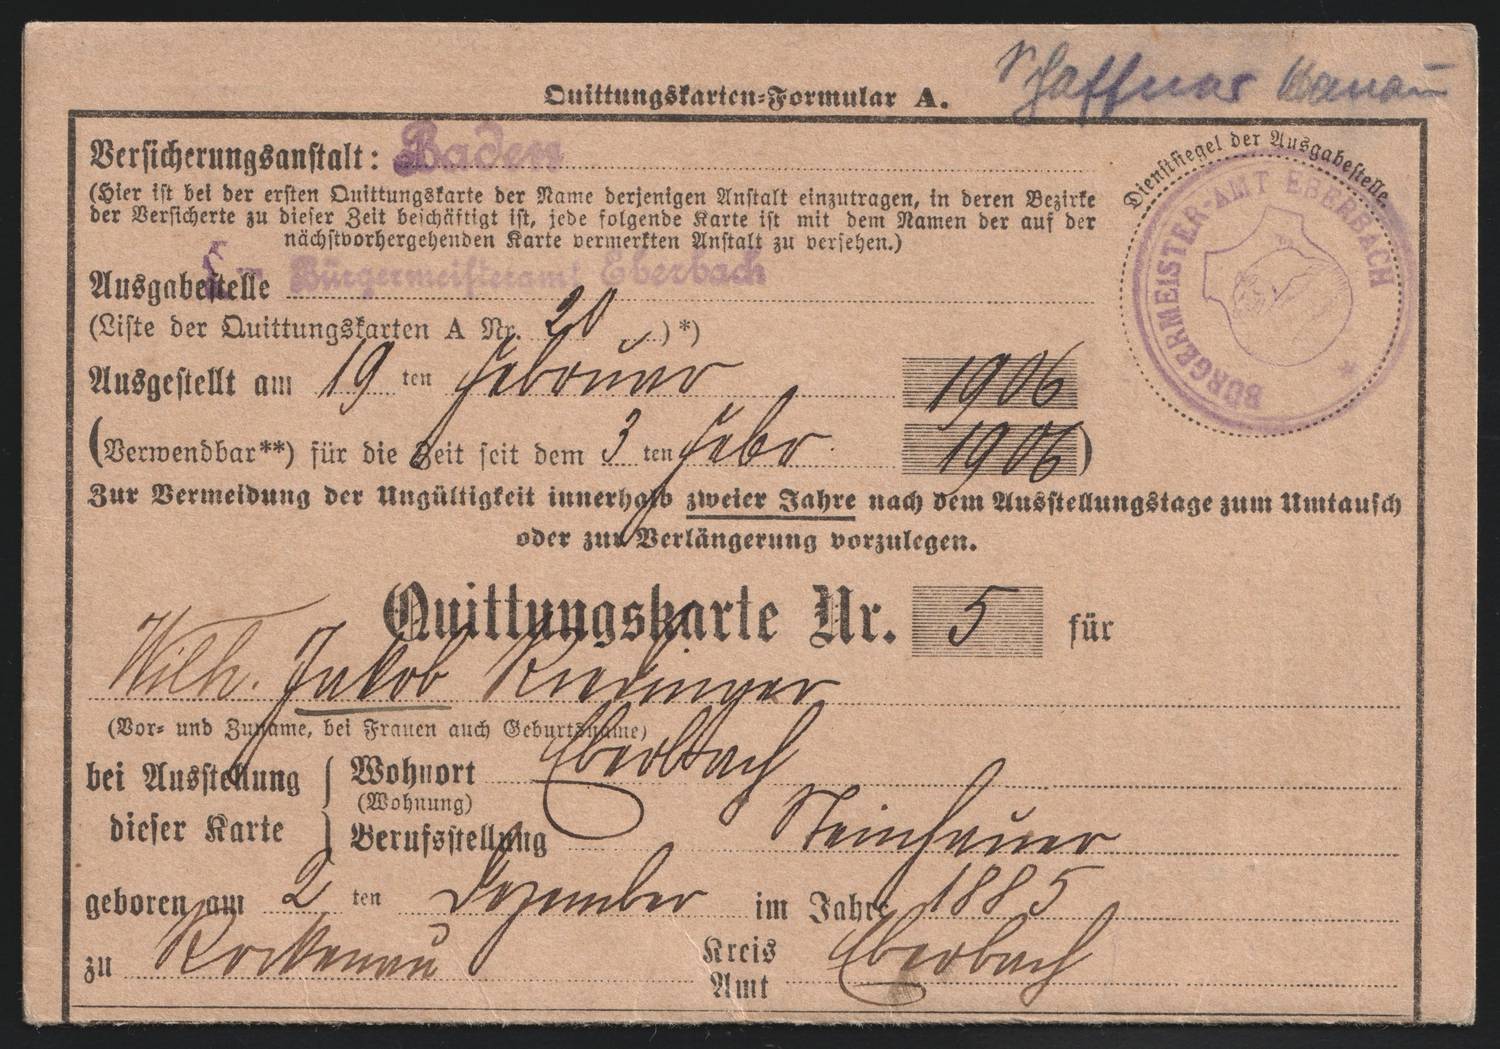 Schaffner Hanau
Quittungskarten-Formular A.
Versicherungsanstalt: Baden
(Hier ist bei der ersten Quittungskarte der Name derjenigen Anstalt einzutragen, in deren Bezirke
der Versicherte zu dieser Zeit beschäftigt ist, jede folgende Karte ist mit dem Namen der auf der
nächstvorhergehenden Karte vermerkten Anstalt zu versehen.)
Dienstsiegel der Ausgabestelle.
BÜRGERMEISTER-AMT EBERBACH *
Ausgabestelle Bürgermeisteramt Eberbach
(Liste der Quittungskarten A Nr. 20 )*)
Ausgestellt am 19 ten Februar 1906
(Verwendbar**) für die Zeit seit dem 3 ten Febr. 1906)
Zur Vermeidung der Ungültigkeit innerhalb zweier Jahre nach dem Ausstellungstage zum Umtausch
oder zur Verlängerung vorzulegen.
Quittungskarte Nr. 5 für
Wilh. Jakob Riedinger
(Vor- und Zuname, bei Frauen auch Geburtsname)
bei Ausstellung dieser Karte
Wohnort Eberbach
(Wohnung)
Berufsstellung Steinhauer
geboren am 2 ten Dezember im Jahre 1885
zu Rockenau Kreis Amt Eberbach